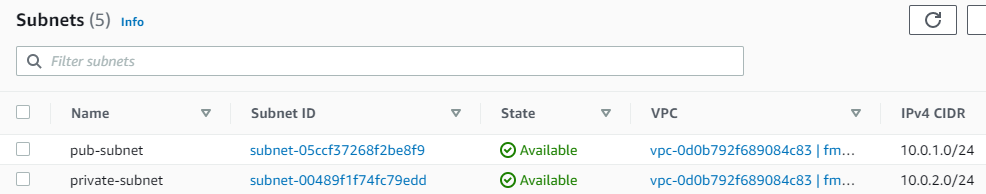 Subnets (5) Info
Filter subnets
Name Subnet ID State VPC IPv4 CIDR
pub-subnet subnet-05ccf37268f2be8f9 Available vpc-0d0b792f689084c83 | fm... 10.0.1.0/24
private-subnet subnet-00489f1f74fc79edd Available vpc-0d0b792f689084c83 | fm... 10.0.2.0/24